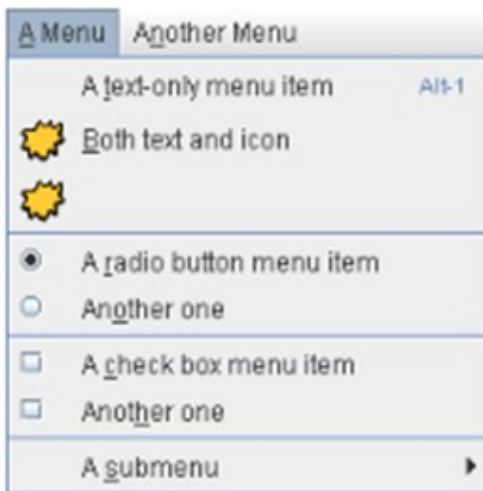 A Menu Another Menu
A text-only menu item Alt-1
Both text and icon
A radio button menu item
Another one
A check box menu item
Another one
A submenu